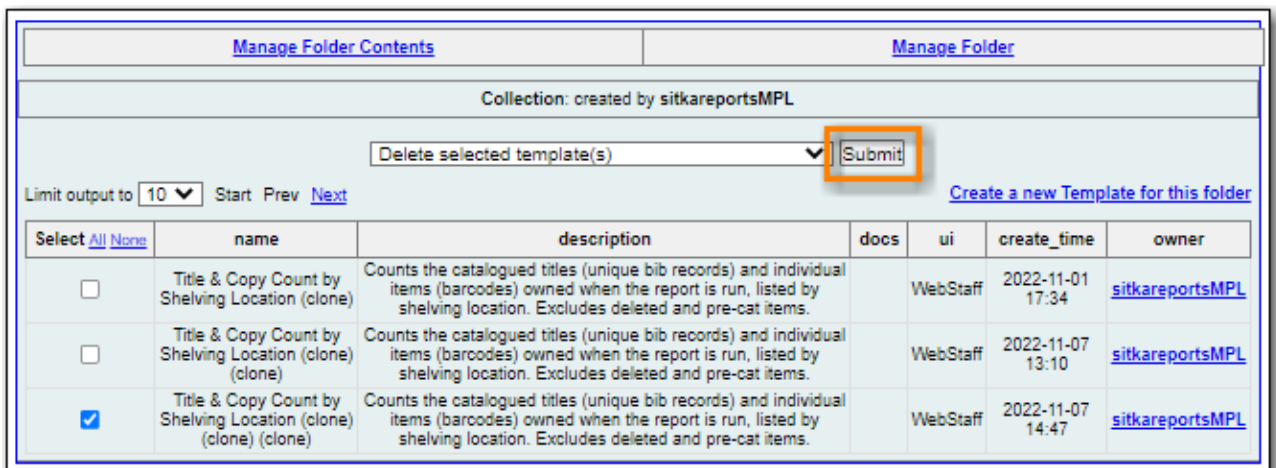 Manage Folder Contents Manage Folder
Collection: created by sitkareportsMPL
Delete selected template(s) Submit
Limit output to 10 Start Prev Next Create a new Template for this folder
Select All None name description docs ui create_time owner
Title & Copy Count by
Shelving Location (clone)
Counts the catalogued titles (unique bib records) and individual
items (barcodes) owned when the report is run, listed by
shelving location. Excludes deleted and pre-cat items.
WebStaff
2022-11-01
17:34
sitkareportsMPL
Title & Copy Count by
Shelving Location (clone)
(clone)
Counts the catalogued titles (unique bib records) and individual
items (barcodes) owned when the report is run, listed by
shelving location. Excludes deleted and pre-cat items.
WebStaff
2022-11-07
13:10
sitkareportsMPL
Title & Copy Count by
Shelving Location (clone)
(clone) (clone)
Counts the catalogued titles (unique bib records) and individual
items (barcodes) owned when the report is run, listed by
shelving location. Excludes deleted and pre-cat items.
WebStaff
2022-11-07
14:47
sitkareportsMPL